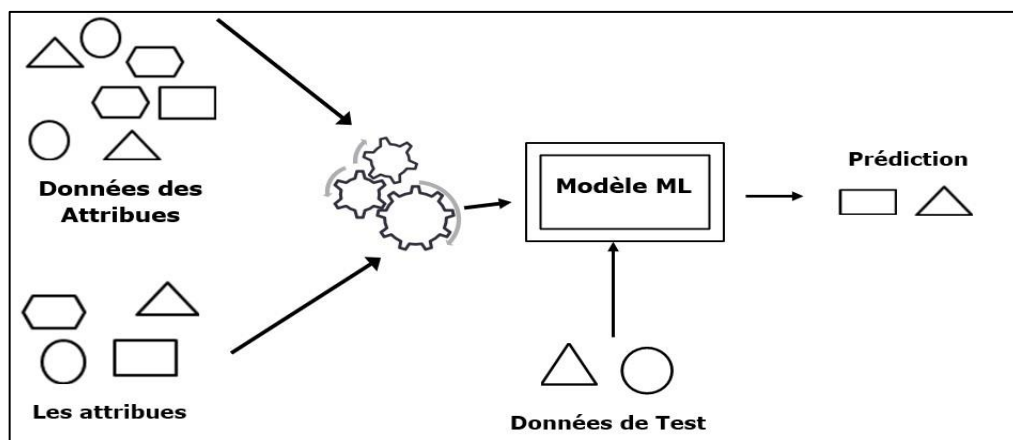 Données des
Attribues
Modèle ML
Prédiction
Les attribues
Données de Test